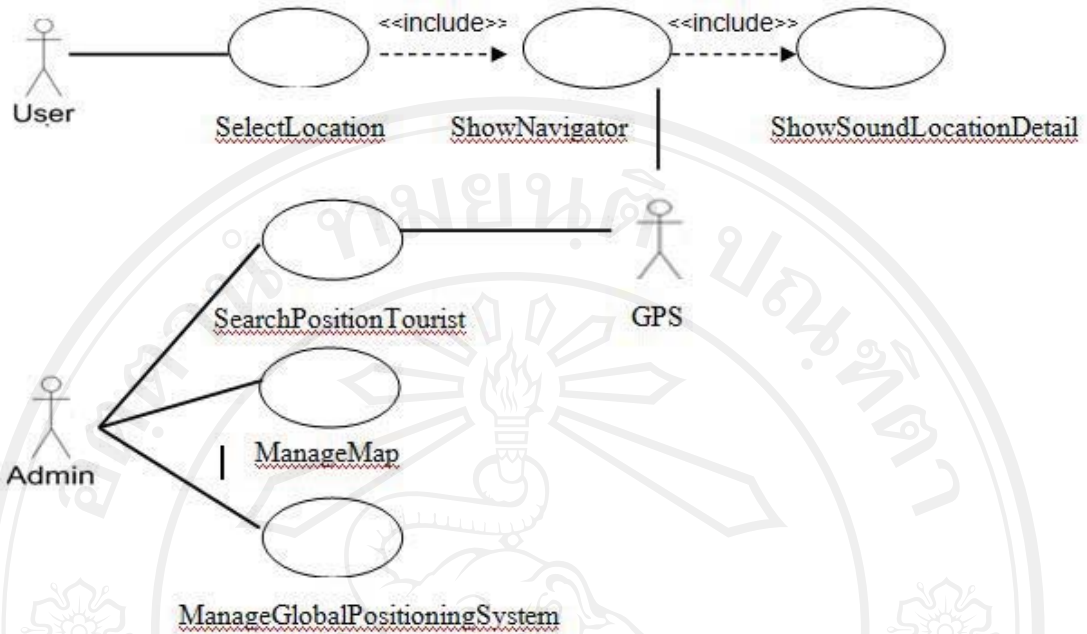 <<include>> <<include>>
User
SelectLocation ShowNavigator ShowSoundLocationDetail
SearchPositionTourist GPS
ManageMap
Admin
ManageGlobalPositioningSystem